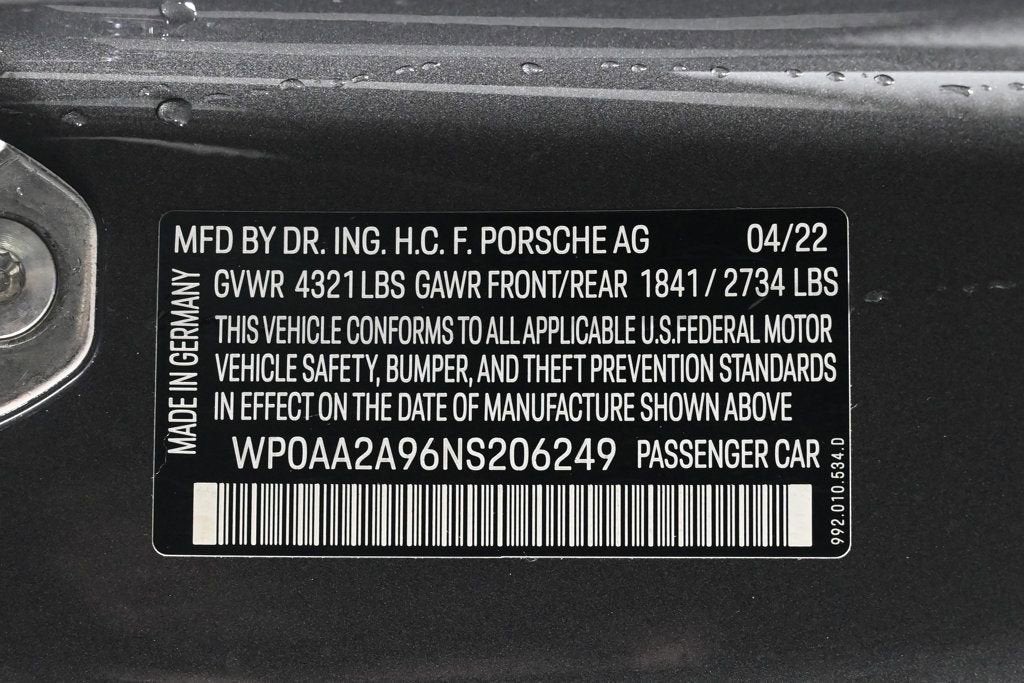 MFD BY DR. ING. H.C. F. PORSCHE AG 04/22
GVWR 4321 LBS GAWR FRONT/REAR 1841 / 2734 LBS
THIS VEHICLE CONFORMS TO ALL APPLICABLE U.S.FEDERAL MOTOR
VEHICLE SAFETY, BUMPER, AND THEFT PREVENTION STANDARDS
IN EFFECT ON THE DATE OF MANUFACTURE SHOWN ABOVE
WP0AA2A96NS206249 PASSENGER CAR
MADE IN GERMANY
992.010.534.D